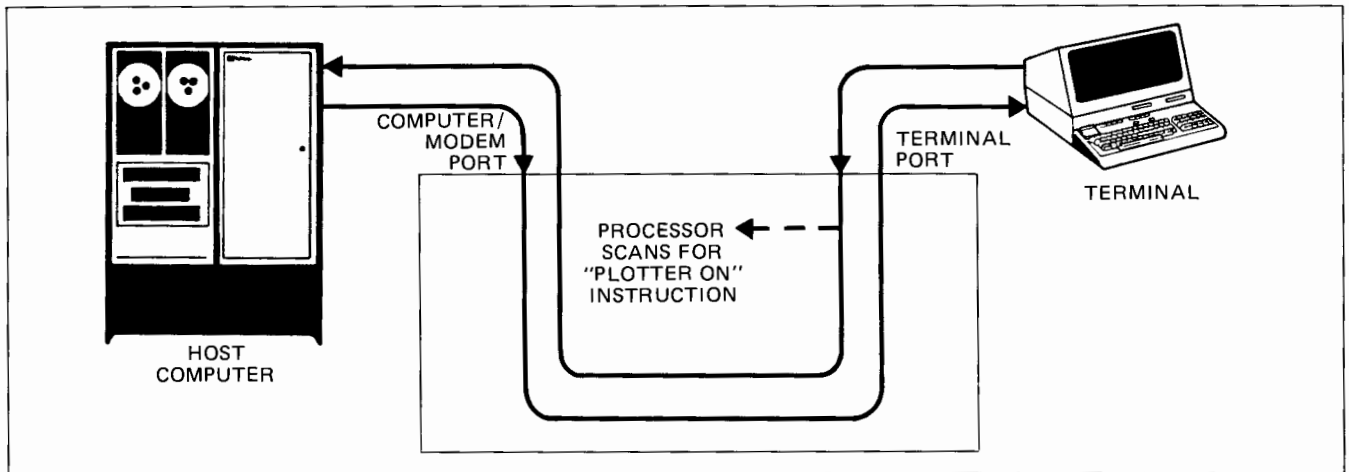 COMPUTER/
MODEM
PORT
TERMINAL
PORT
TERMINAL
PROCESSOR
SCANS FOR
"PLOTTER ON"
INSTRUCTION
HOST
COMPUTER